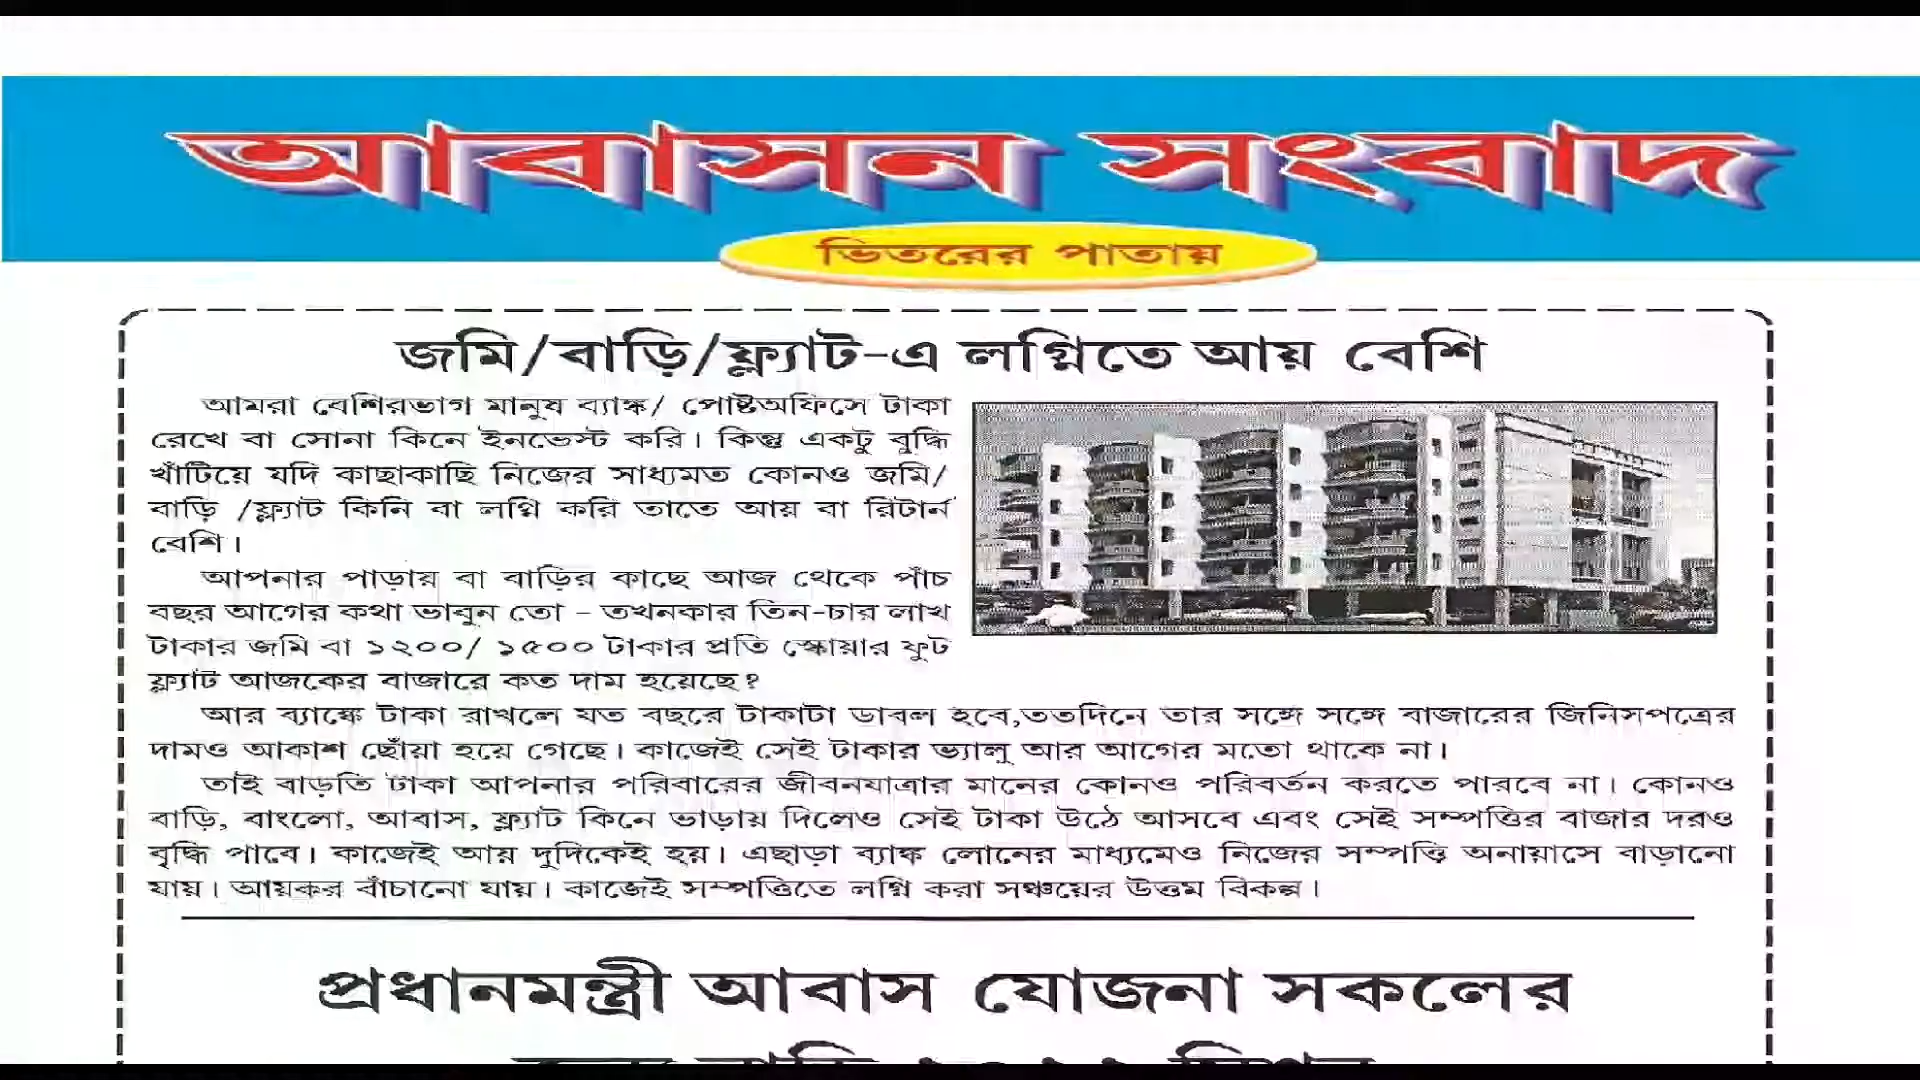 আবাসন সংবাদ
ভিতরের পাতায়
জমি/বাড়ি/ফ্ল্যাট-এ লগ্নিতে আয় বেশি
আমরা বেশিরভাগ মানুষ ব্যাঙ্ক/ পোষ্টঅফিসে টাকা
রেখে বা সোনা কিনে ইনভেস্ট করি। কিন্তু একটু বুদ্ধি
খাঁটিয়ে যদি কাছাকাছি নিজের সাধ্যমত কোনও জমি/
বাড়ি /ফ্ল্যাট কিনি বা লগ্নি করি তাতে আয় বা রিটার্ন
বেশি।
আপনার পাড়ায় বা বাড়ির কাছে আজ থেকে পাঁচ
বছর আগের কথা ভাবুন তো - তখনকার তিন-চার লাখ
টাকার জমি বা ১২০০/ ১৫০০ টাকার প্রতি স্কোয়ার ফুট
ফ্ল্যাট আজকের বাজারে কত দাম হয়েছে?
আর ব্যাঙ্কে টাকা রাখলে যত বছরে টাকাটা ডাবল হবে,ততদিনে তার সঙ্গে সঙ্গে বাজারের জিনিসপত্রের
দামও আকাশ ছোঁয়া হয়ে গেছে। কাজেই সেই টাকার ভ্যালু আর আগের মতো থাকে না।
তাই বাড়তি টাকা আপনার পরিবারের জীবনযাত্রার মানের কোনও পরিবর্তন করতে পারবে না। কোনও
বাড়ি, বাংলো, আবাস, ফ্ল্যাট কিনে ভাড়ায় দিলেও সেই টাকা উঠে আসবে এবং সেই সম্পত্তির বাজার দরও
বৃদ্ধি পাবে। কাজেই আয় দুদিকেই হয়। এছাড়া ব্যাঙ্ক লোনের মাধ্যমেও নিজের সম্পত্তি অনায়াসে বাড়ানো
যায়। আয়কর বাঁচানো যায়। কাজেই সম্পত্তিতে লগ্নি করা সঞ্চয়ের উত্তম বিকল্প।
প্রধানমন্ত্রী আবাস যোজনা সকলের